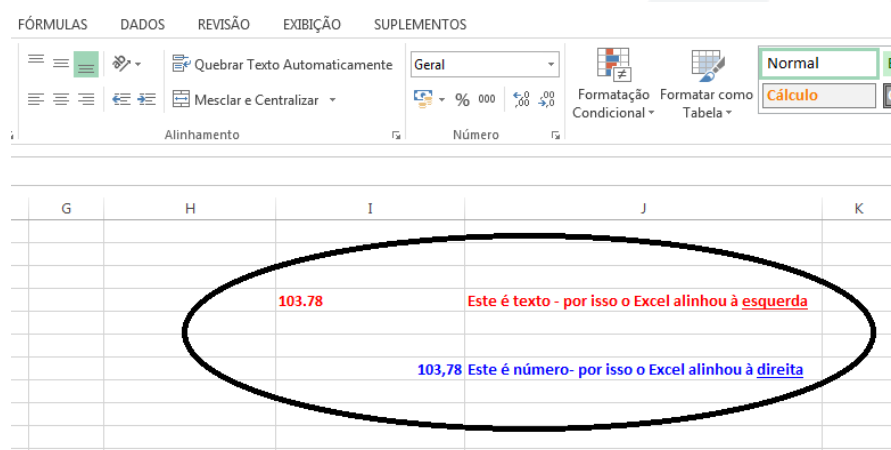 FÓRMULAS DADOS REVISÃO EXIBIÇÃO SUPLEMENTOS
Quebrar Texto Automaticamente Geral Normal
Mesclar e Centralizar % 000 Formatação Condicional Formatar como Tabela Cálculo
Alinhamento Número
G H I J K
103.78 Este é texto - por isso o Excel alinhou à esquerda
103,78 Este é número- por isso o Excel alinhou à direita